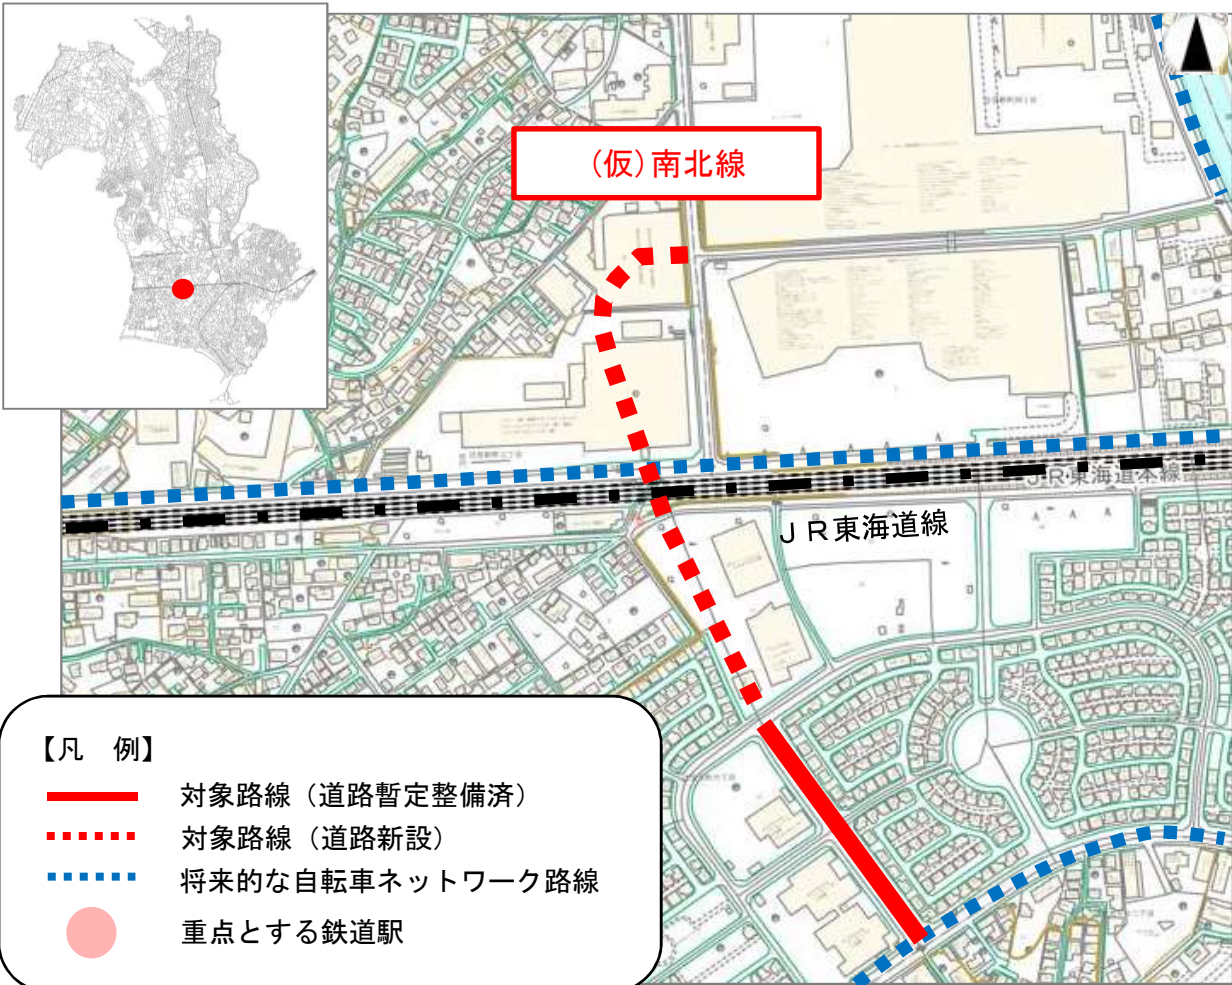 (仮)南北線
JR東海道本線
JR東海道線
【凡　例】
対象路線（道路暫定整備済）
対象路線（道路新設）
将来的な自転車ネットワーク路線
重点とする鉄道駅